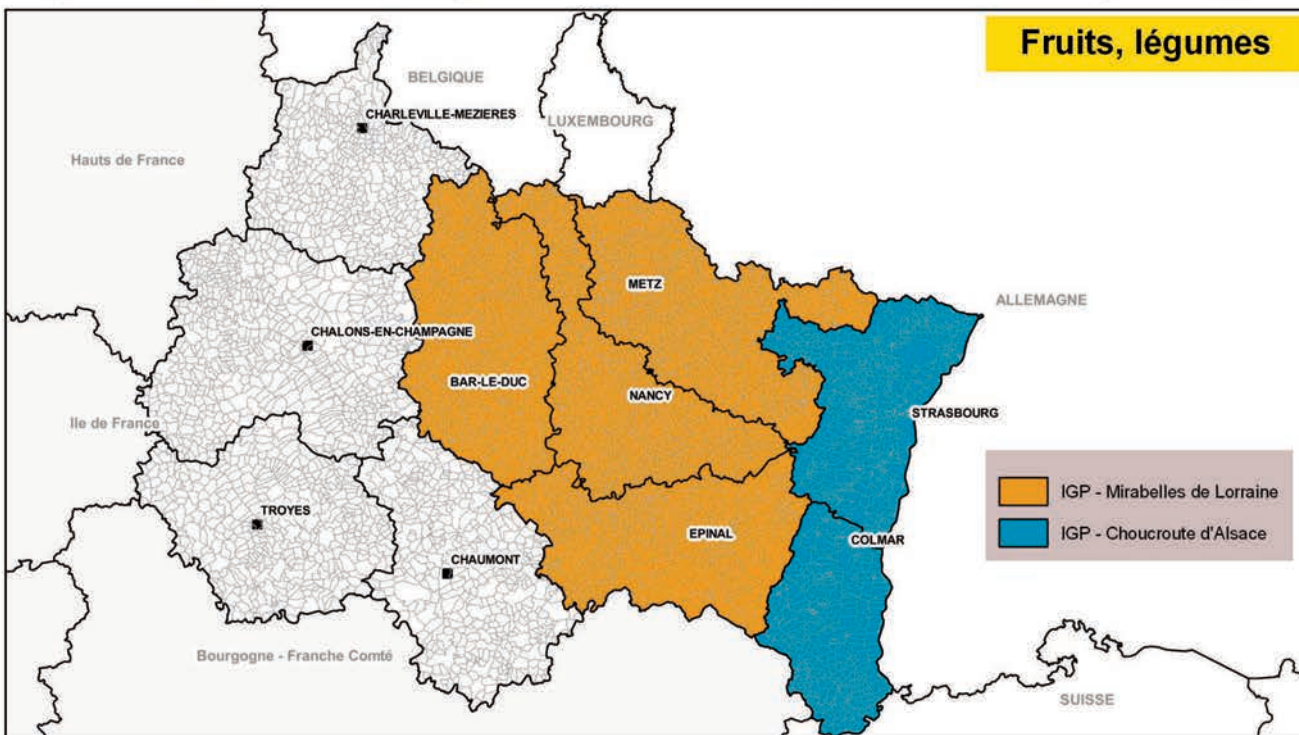 Fruits, légumes
BELGIQUE
CHARLEVILLE-MEZIERES
LUXEMBOURG
Hauts de France
METZ
ALLEMAGNE
CHALONS-EN-CHAMPAGNE
BAR-LE-DUC
NANCY
STRASBOURG
Ile de France
IGP - Mirabelles de Lorraine
TROYES
EPINAL
COLMAR
IGP - Choucroute d'Alsace
CHAUMONT
Bourgogne - Franche Comté
SUISSE